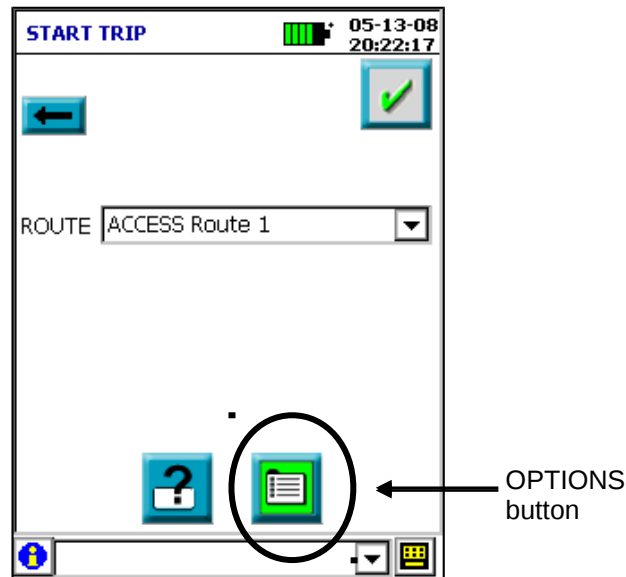 START TRIP
05-13-08
20:22:17
ROUTE ACCESS Route 1
?
OPTIONS
button
i